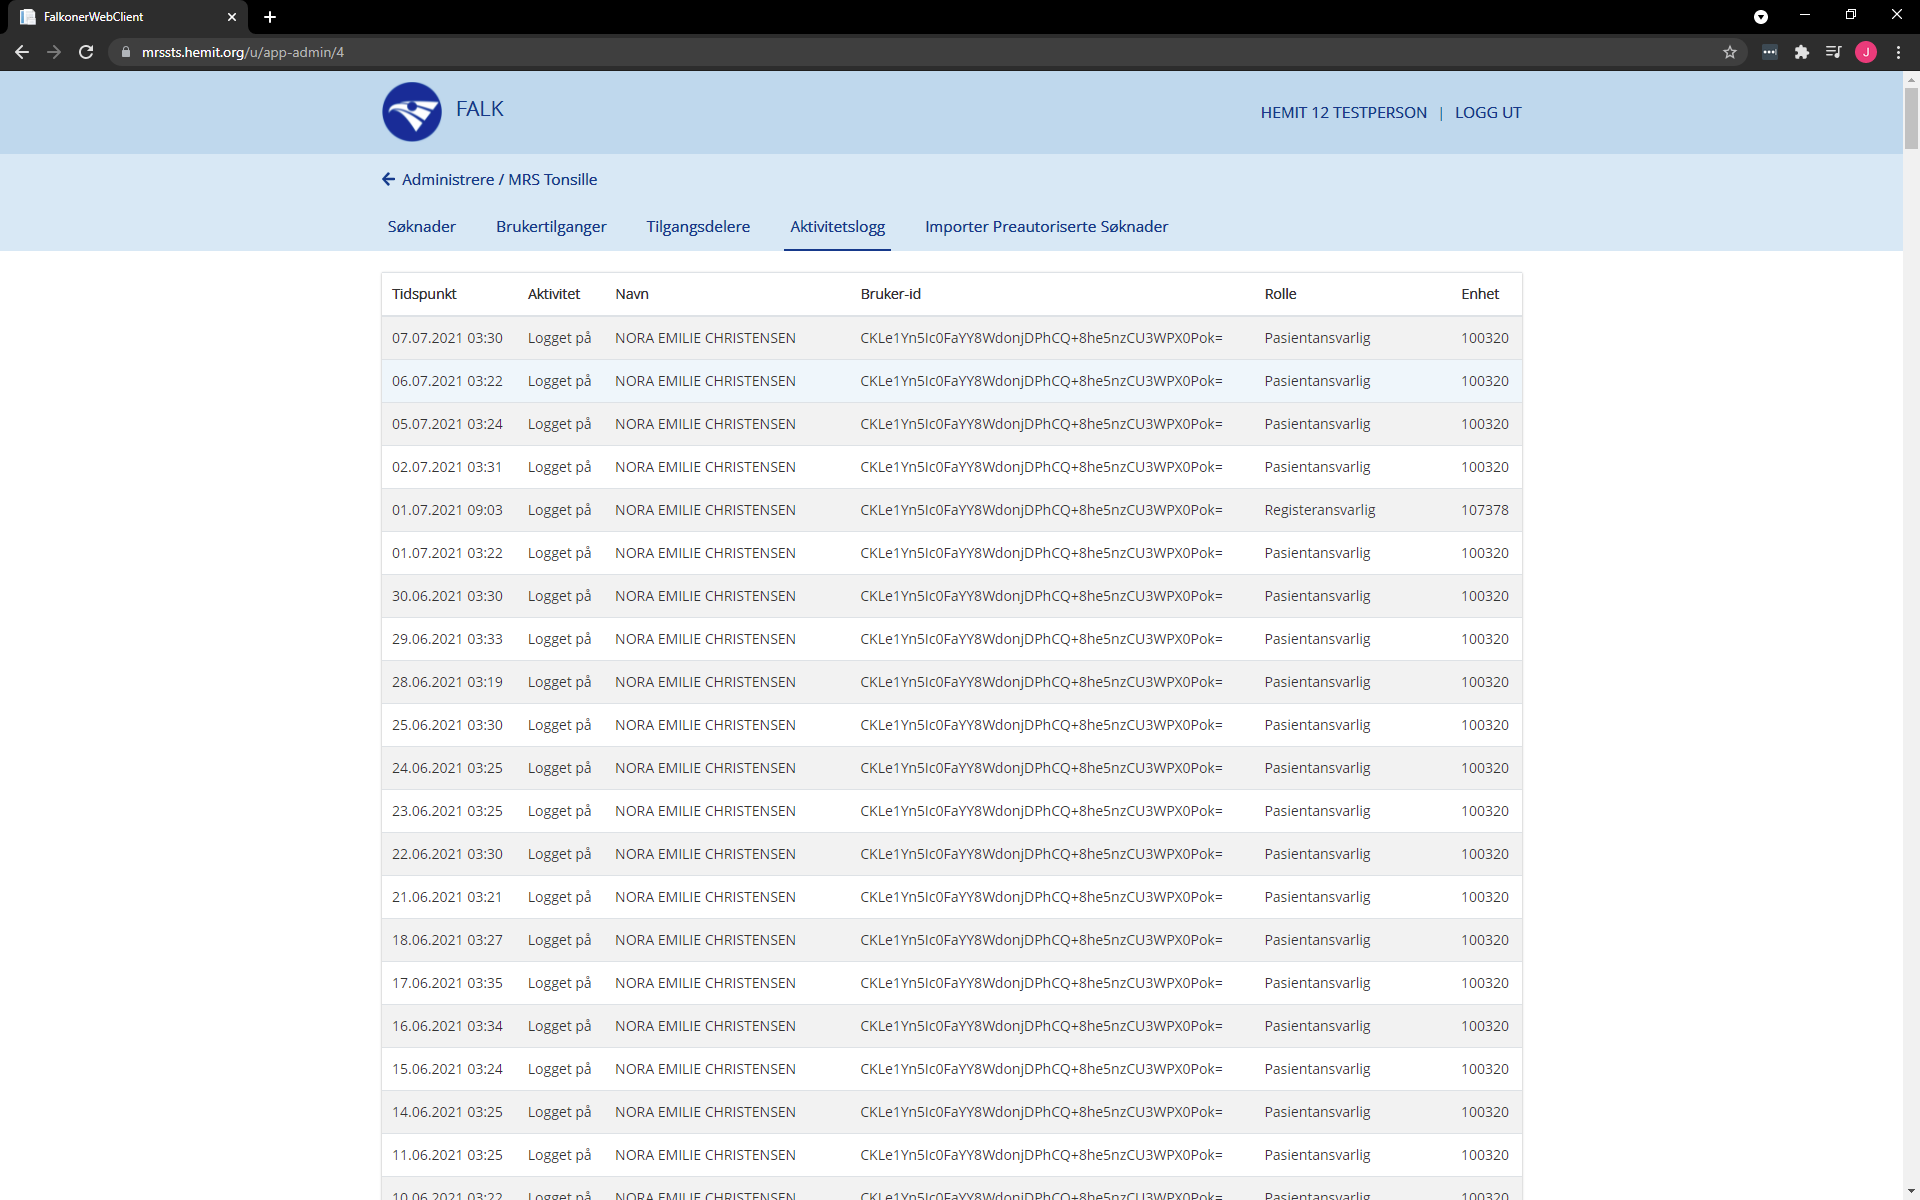 FalkonerWebClient
mrssts.hemit.org/u/app-admin/4
J
FALK
HEMIT 12 TESTPERSON | LOGG UT
Administrere / MRS Tonsille
Søknader Brukertilganger Tilgangsdelere Aktivitetslogg Importer Preautoriserte Søknader
Tidspunkt Aktivitet Navn Bruker-id Rolle Enhet
07.07.2021 03:30 Logget på NORA EMILIE CHRISTENSEN CKLe1Yn5Ic0FaYY8WdonjDPhCQ+8he5nzCU3WPX0Pok= Pasientansvarlig 100320
06.07.2021 03:22 Logget på NORA EMILIE CHRISTENSEN CKLe1Yn5Ic0FaYY8WdonjDPhCQ+8he5nzCU3WPX0Pok= Pasientansvarlig 100320
05.07.2021 03:24 Logget på NORA EMILIE CHRISTENSEN CKLe1Yn5Ic0FaYY8WdonjDPhCQ+8he5nzCU3WPX0Pok= Pasientansvarlig 100320
02.07.2021 03:31 Logget på NORA EMILIE CHRISTENSEN CKLe1Yn5Ic0FaYY8WdonjDPhCQ+8he5nzCU3WPX0Pok= Pasientansvarlig 100320
01.07.2021 09:03 Logget på NORA EMILIE CHRISTENSEN CKLe1Yn5Ic0FaYY8WdonjDPhCQ+8he5nzCU3WPX0Pok= Registeransvarlig 107378
01.07.2021 03:22 Logget på NORA EMILIE CHRISTENSEN CKLe1Yn5Ic0FaYY8WdonjDPhCQ+8he5nzCU3WPX0Pok= Pasientansvarlig 100320
30.06.2021 03:30 Logget på NORA EMILIE CHRISTENSEN CKLe1Yn5Ic0FaYY8WdonjDPhCQ+8he5nzCU3WPX0Pok= Pasientansvarlig 100320
29.06.2021 03:33 Logget på NORA EMILIE CHRISTENSEN CKLe1Yn5Ic0FaYY8WdonjDPhCQ+8he5nzCU3WPX0Pok= Pasientansvarlig 100320
28.06.2021 03:19 Logget på NORA EMILIE CHRISTENSEN CKLe1Yn5Ic0FaYY8WdonjDPhCQ+8he5nzCU3WPX0Pok= Pasientansvarlig 100320
25.06.2021 03:30 Logget på NORA EMILIE CHRISTENSEN CKLe1Yn5Ic0FaYY8WdonjDPhCQ+8he5nzCU3WPX0Pok= Pasientansvarlig 100320
24.06.2021 03:25 Logget på NORA EMILIE CHRISTENSEN CKLe1Yn5Ic0FaYY8WdonjDPhCQ+8he5nzCU3WPX0Pok= Pasientansvarlig 100320
23.06.2021 03:25 Logget på NORA EMILIE CHRISTENSEN CKLe1Yn5Ic0FaYY8WdonjDPhCQ+8he5nzCU3WPX0Pok= Pasientansvarlig 100320
22.06.2021 03:30 Logget på NORA EMILIE CHRISTENSEN CKLe1Yn5Ic0FaYY8WdonjDPhCQ+8he5nzCU3WPX0Pok= Pasientansvarlig 100320
21.06.2021 03:21 Logget på NORA EMILIE CHRISTENSEN CKLe1Yn5Ic0FaYY8WdonjDPhCQ+8he5nzCU3WPX0Pok= Pasientansvarlig 100320
18.06.2021 03:27 Logget på NORA EMILIE CHRISTENSEN CKLe1Yn5Ic0FaYY8WdonjDPhCQ+8he5nzCU3WPX0Pok= Pasientansvarlig 100320
17.06.2021 03:35 Logget på NORA EMILIE CHRISTENSEN CKLe1Yn5Ic0FaYY8WdonjDPhCQ+8he5nzCU3WPX0Pok= Pasientansvarlig 100320
16.06.2021 03:34 Logget på NORA EMILIE CHRISTENSEN CKLe1Yn5Ic0FaYY8WdonjDPhCQ+8he5nzCU3WPX0Pok= Pasientansvarlig 100320
15.06.2021 03:24 Logget på NORA EMILIE CHRISTENSEN CKLe1Yn5Ic0FaYY8WdonjDPhCQ+8he5nzCU3WPX0Pok= Pasientansvarlig 100320
14.06.2021 03:25 Logget på NORA EMILIE CHRISTENSEN CKLe1Yn5Ic0FaYY8WdonjDPhCQ+8he5nzCU3WPX0Pok= Pasientansvarlig 100320
11.06.2021 03:25 Logget på NORA EMILIE CHRISTENSEN CKLe1Yn5Ic0FaYY8WdonjDPhCQ+8he5nzCU3WPX0Pok= Pasientansvarlig 100320
10.06.2021 03:22 Logget på NORA EMILIE CHRISTENSEN CKLe1Yn5Ic0FaYY8WdonjDPhCQ+8he5nzCU3WPX0Pok= Pasientansvarlig 100320